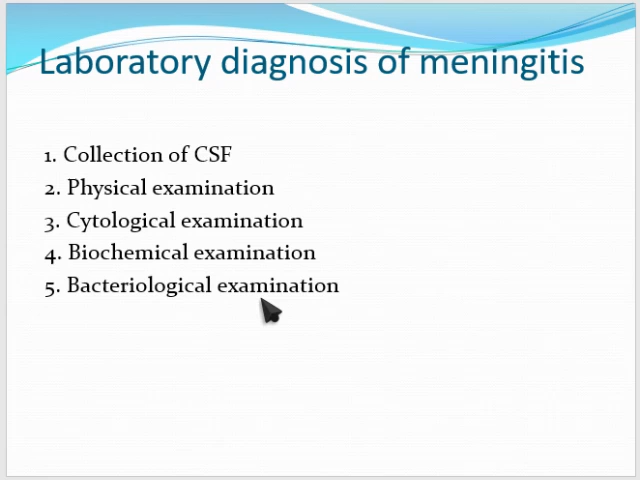 Laboratory diagnosis of meningitis
1. Collection of CSF
2. Physical examination
3. Cytological examination
4. Biochemical examination
5. Bacteriological examination